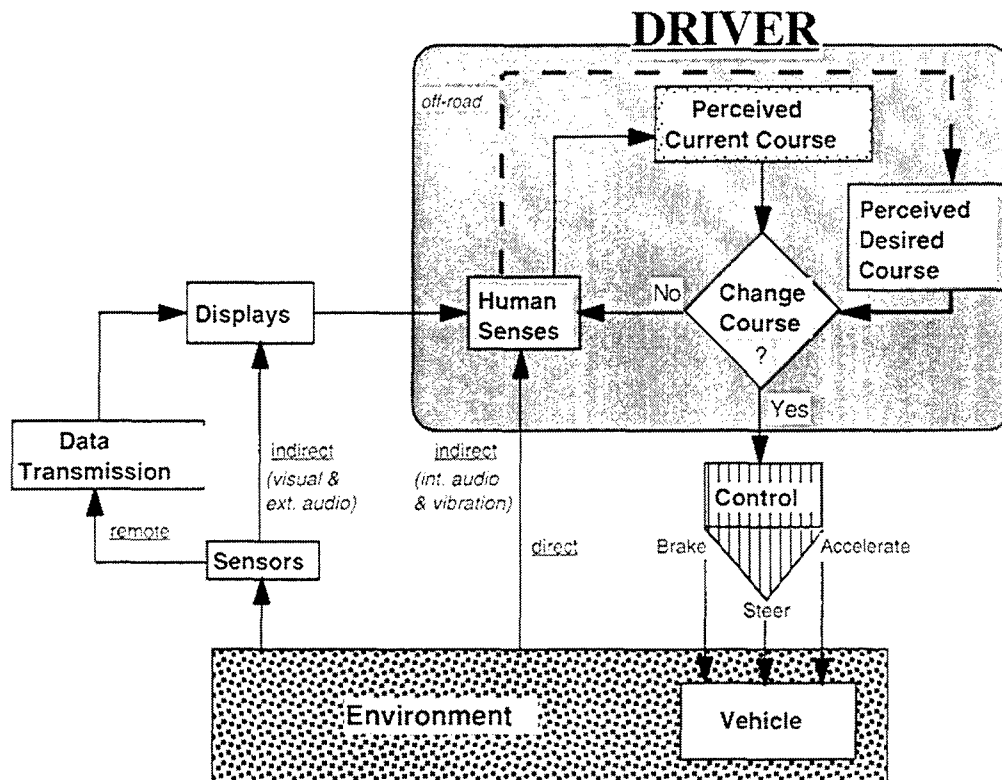 DRIVER
off-road
Perceived
Current Course
Perceived
Desired
Course
Displays
Human
Senses
No
Change
Course
?
Yes
Data
Transmission
indirect
(visual &
ext. audio)
indirect
(int. audio
& vibration)
Control
remote
Sensors
direct
Brake
Accelerate
Steer
Environment
Vehicle